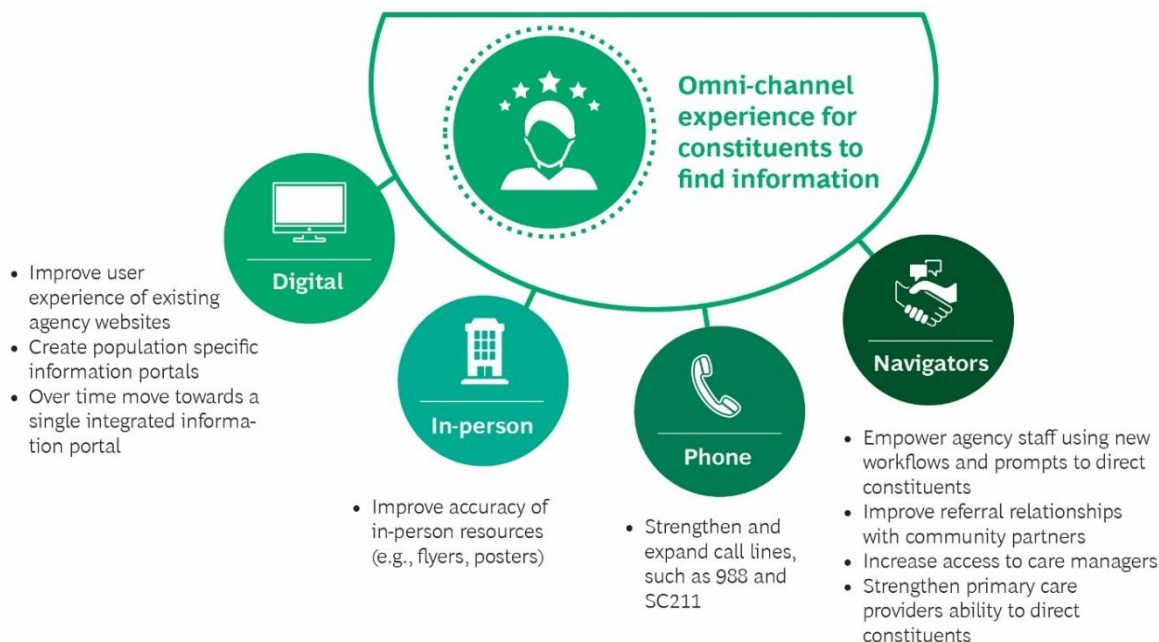 Omni-channel
experience for
constituents to
find information
Digital
• Improve user
experience of existing
agency websites
• Create population specific
information portals
• Over time move towards a
single integrated informa-
tion portal
In-person
• Improve accuracy of
in-person resources
(e.g., flyers, posters)
Phone
• Strengthen and
expand call lines,
such as 988 and
SC211
Navigators
• Empower agency staff using new
workflows and prompts to direct
constituents
• Improve referral relationships
with community partners
• Increase access to care managers
• Strengthen primary care
providers ability to direct
constituents